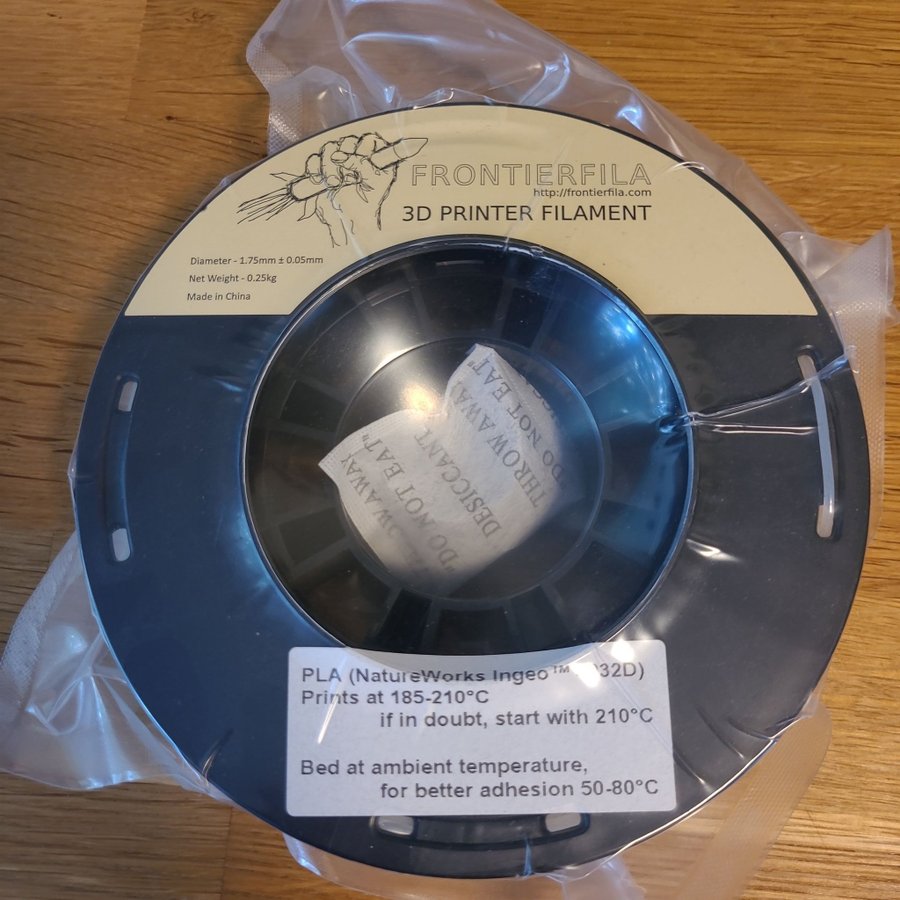 FRONTIERFILA
http://frontierfila.com
3D PRINTER FILAMENT
Diameter - 1.75mm ± 0.05mm
Net Weight - 0.25kg
Made in China
DO NOT EAT"
THROW AWAY
"DO NOT
DESICCANT
"DO NOT EAT"
PLA (NatureWorks Ingeo™
Prints at 185-210°C
if in doubt, start with 210°C
Bed at ambient temperature,
for better adhesion 50-80°C